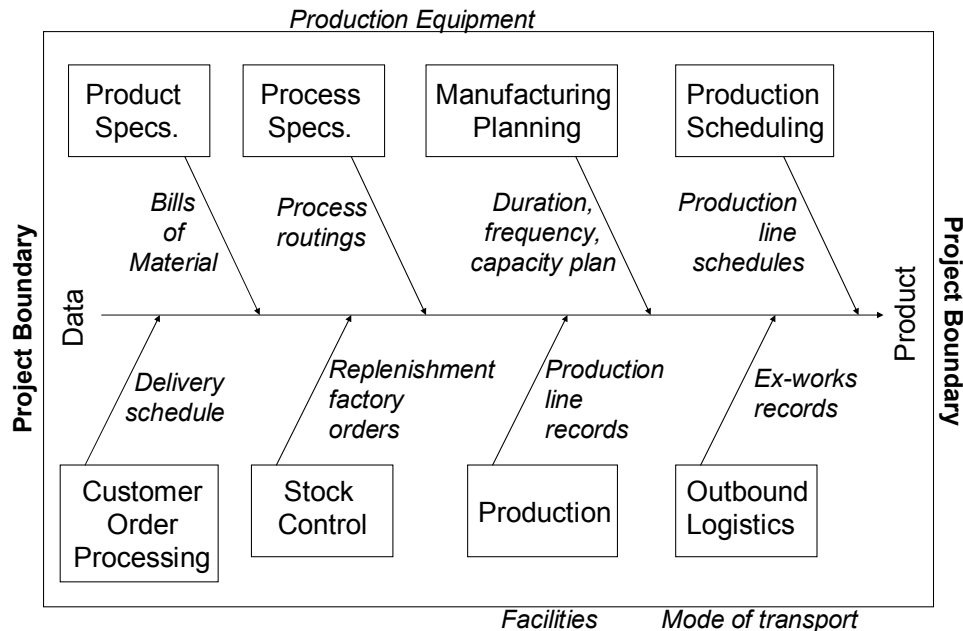 Production Equipment
Product
Specs.
Process
Specs.
Manufacturing
Planning
Production
Scheduling
Bills
of
Material
Process
routings
Duration,
frequency,
capacity plan
Production
line
schedules
Project Boundary
Data
Product
Project Boundary
Delivery
schedule
Replenishment
factory
orders
Production
line
records
Ex-works
records
Customer
Order
Processing
Stock
Control
Production
Outbound
Logistics
Facilities
Mode of transport